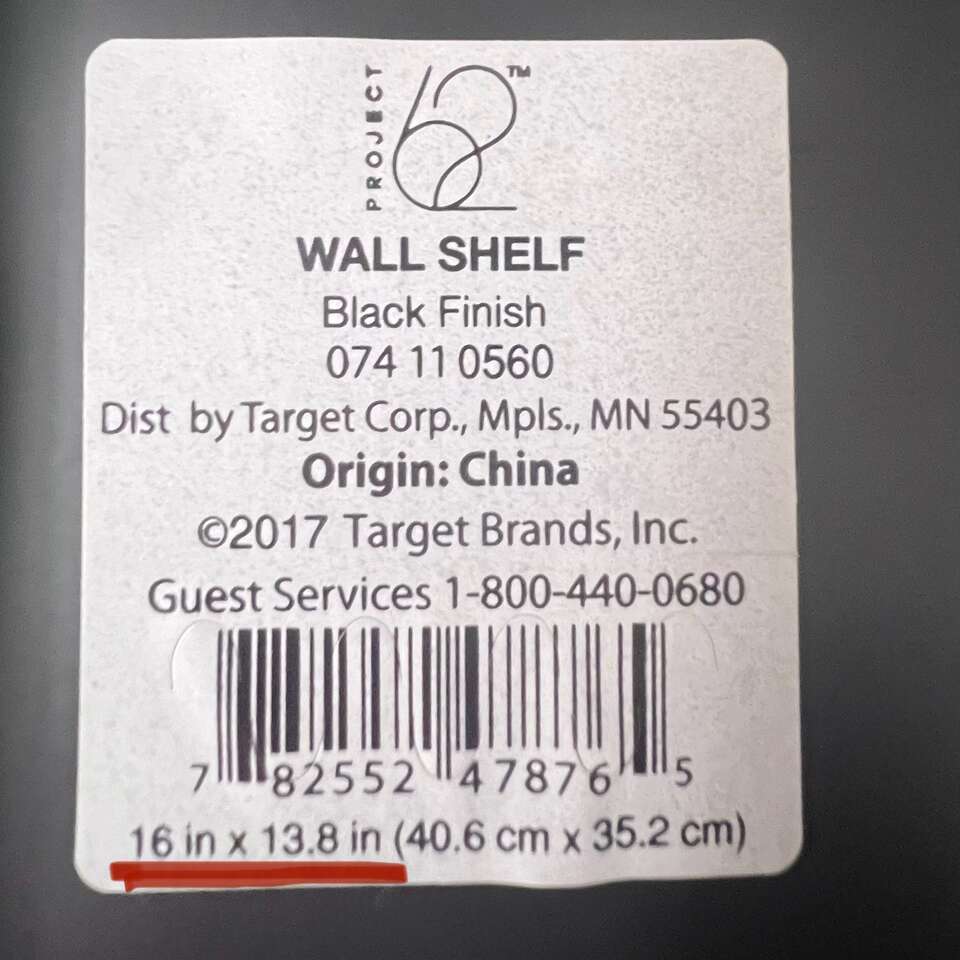 PROJECT 62™
WALL SHELF
Black Finish
074 11 0560
Dist by Target Corp., Mpls., MN 55403
Origin: China
©2017 Target Brands, Inc.
Guest Services 1-800-440-0680
7 82552 47876 5
16 in x 13.8 in (40.6 cm x 35.2 cm)